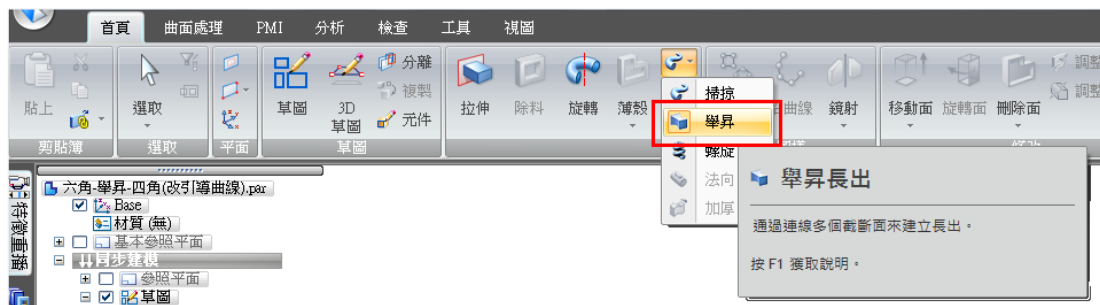 首頁 曲面處理 PMI 分析 檢查 工具 視圖
貼上 選取 草圖 3D 草圖 分離 複製 元件 拉伸 除料 旋轉 薄殼 曲線 鏡射 移動面 旋轉面 刪除面 調整 調整
剪貼簿 選取 平面 草圖
掃掠
舉昇
螺旋
法向
加厚
舉昇長出
通過連線多個截斷面來建立長出。
按 F1 獲取說明。
特徵重播
六角-舉昇-四角(改引導曲線).par
Base
材質 (無)
基本參照平面
同步建模
參照平面
草圖